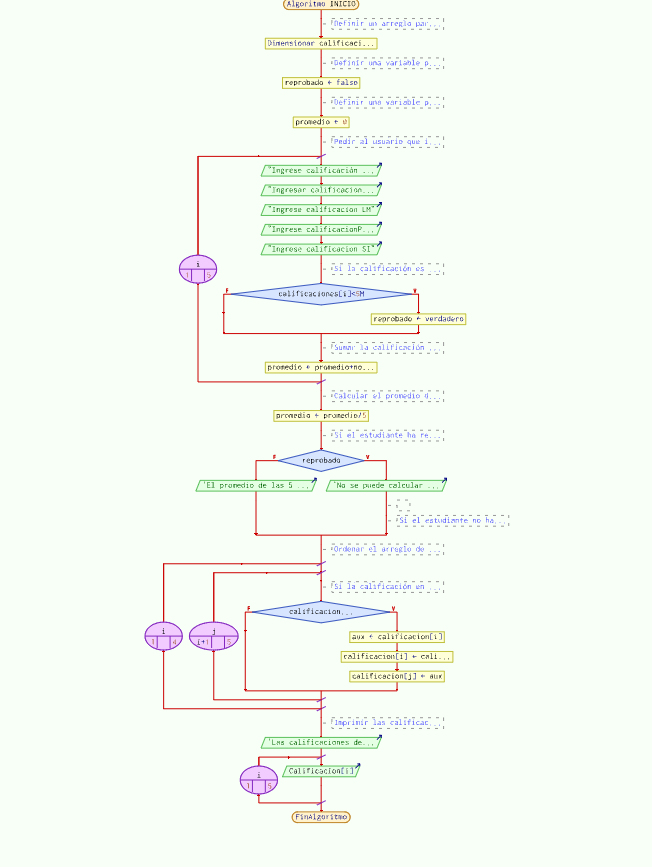 Algoritmo INICIO
Definir un arreglo par...
Dimensionar calificaci...
Definir una variable p...
reprobado ← falso
Definir una variable p...
promedio ← 0
Pedir al usuario que i...
"Ingrese calificación ...
"Ingresar calificacion...
"Ingrese calificacion LM"
"Ingrese calificacionP...
"Ingrese calificacion SI"
i
1 5
Si la calificación es ...
F
calificaciones[i]<SM
V
reprobado ← verdadero
Sumar la calificación ...
promedio ← promedio+no...
Calcular el promedio d...
promedio ← promedio/5
Si el estudiante ha re...
F
reprobado
V
'El promedio de las 5 ...
'No se puede calcular ...
Si el estudiante no ha...
Ordenar el arreglo de ...
Si la calificación en ...
F
calificacion...
V
i
1 4
j
i+1 5
aux ← calificacion[i]
calificacion[i] ← cali...
calificacion[j] ← aux
Imprimir las calificac...
'Las calificaciones de...
Calificacion[i]
i
1 5
FinAlgoritmo